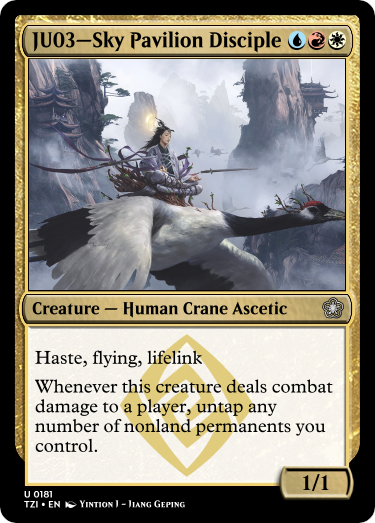 JU03—Sky Pavilion Disciple
Creature — Human Crane Ascetic
Haste, flying, lifelink
Whenever this creature deals combat
damage to a player, untap any
number of nonland permanents you
control.
1/1
U 0181
TZI • EN Yintion J - Jiang Geping